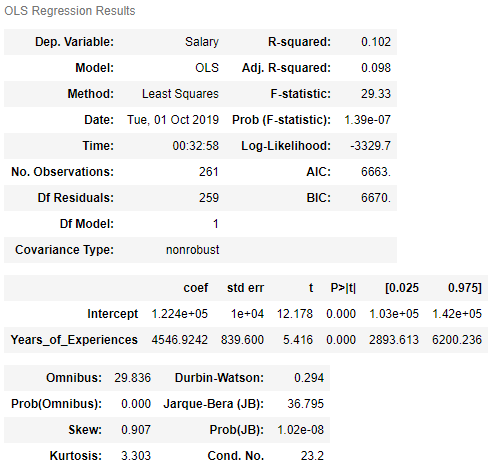 OLS Regression Results
Dep. Variable: Salary R-squared: 0.102
Model: OLS Adj. R-squared: 0.098
Method: Least Squares F-statistic: 29.33
Date: Tue, 01 Oct 2019 Prob (F-statistic): 1.39e-07
Time: 00:32:58 Log-Likelihood: -3329.7
No. Observations: 261 AIC: 6663.
Df Residuals: 259 BIC: 6670.
Df Model: 1
Covariance Type: nonrobust
coef std err t P>|t| [0.025 0.975]
Intercept 1.224e+05 1e+04 12.178 0.000 1.03e+05 1.42e+05
Years_of_Experiences 4546.9242 839.600 5.416 0.000 2893.613 6200.236
Omnibus: 29.836 Durbin-Watson: 0.294
Prob(Omnibus): 0.000 Jarque-Bera (JB): 36.795
Skew: 0.907 Prob(JB): 1.02e-08
Kurtosis: 3.303 Cond. No. 23.2